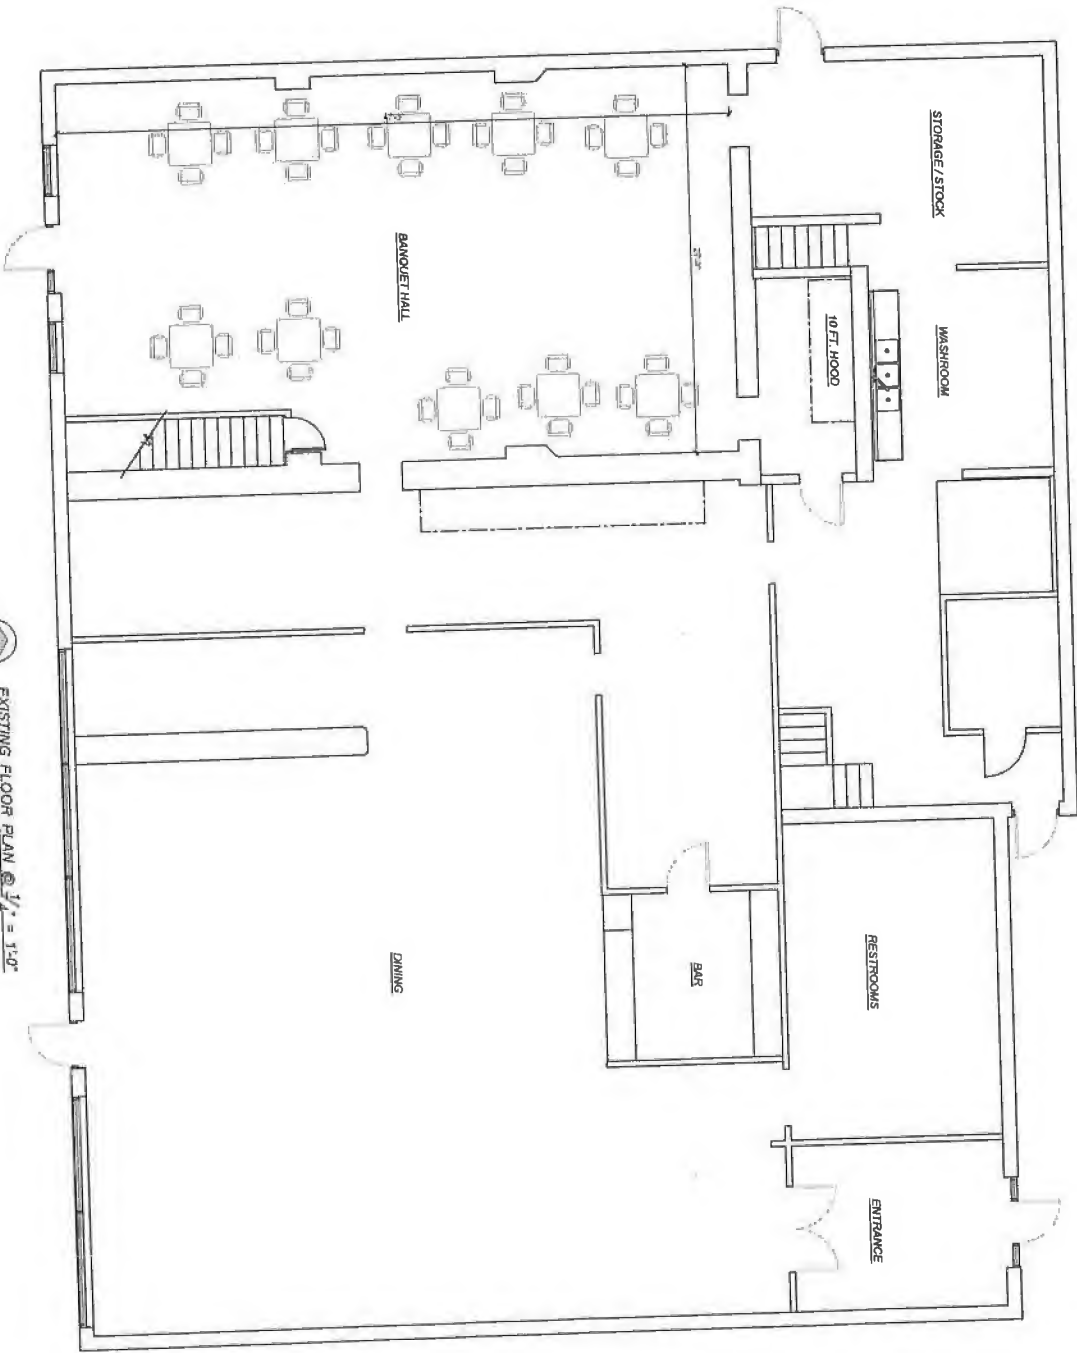 STORAGE / STOCK
WASHROOM
10 FT. HOOD
BANQUET HALL
RESTROOMS
BAR
DINING
ENTRANCE
EXISTING FLOOR PLAN @ 1/4" = 1'-0"